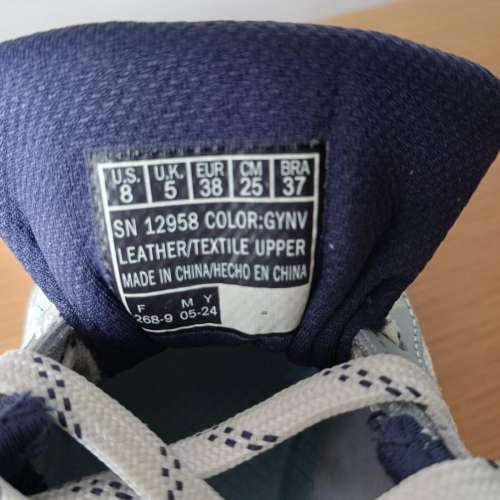 U.S. U.K. EUR CM BRA
8 5 38 25 37
SN 12958 COLOR:GYNV
LEATHER/TEXTILE UPPER
MADE IN CHINA/HECHO EN CHINA
F M Y
268-9 05-24